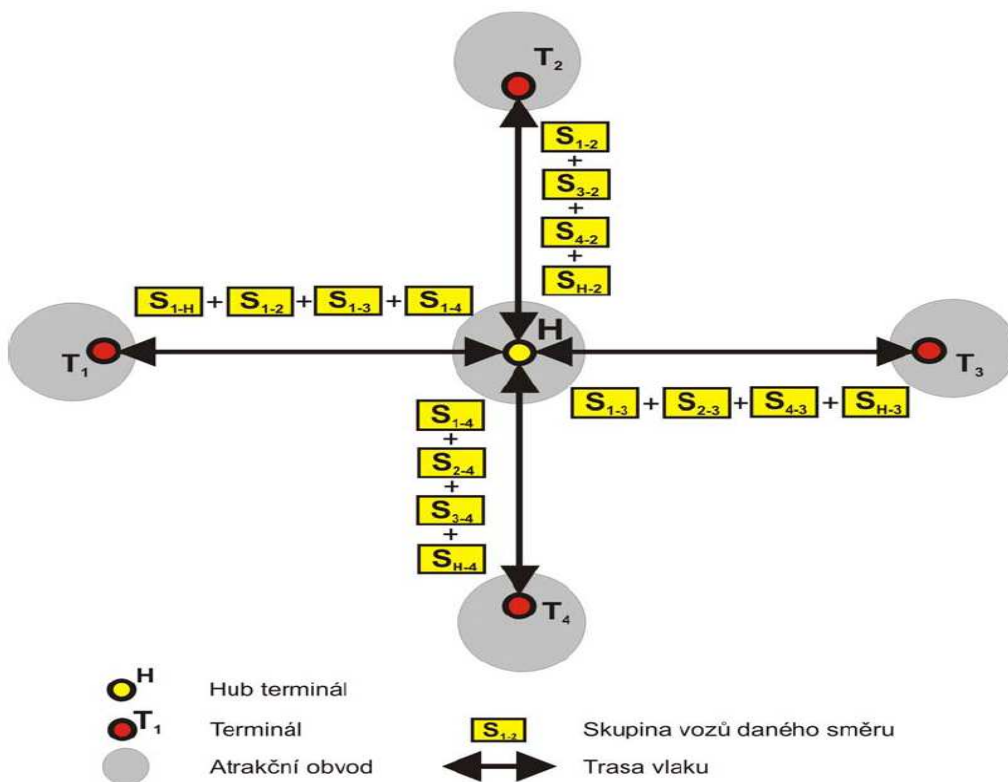 T2
S1-2
+
S3-2
+
S4-2
+
SH-2
S1-H + S1-2 + S1-3 + S1-4
H
T1
T3
S1-3 + S2-3 + S4-3 + SH-3
S1-4
+
S2-4
+
S3-4
+
SH-4
T4
H Hub terminál
T1 Terminál
S1-2 Skupina vozů daného směru
Atrakční obvod
Trasa vlaku